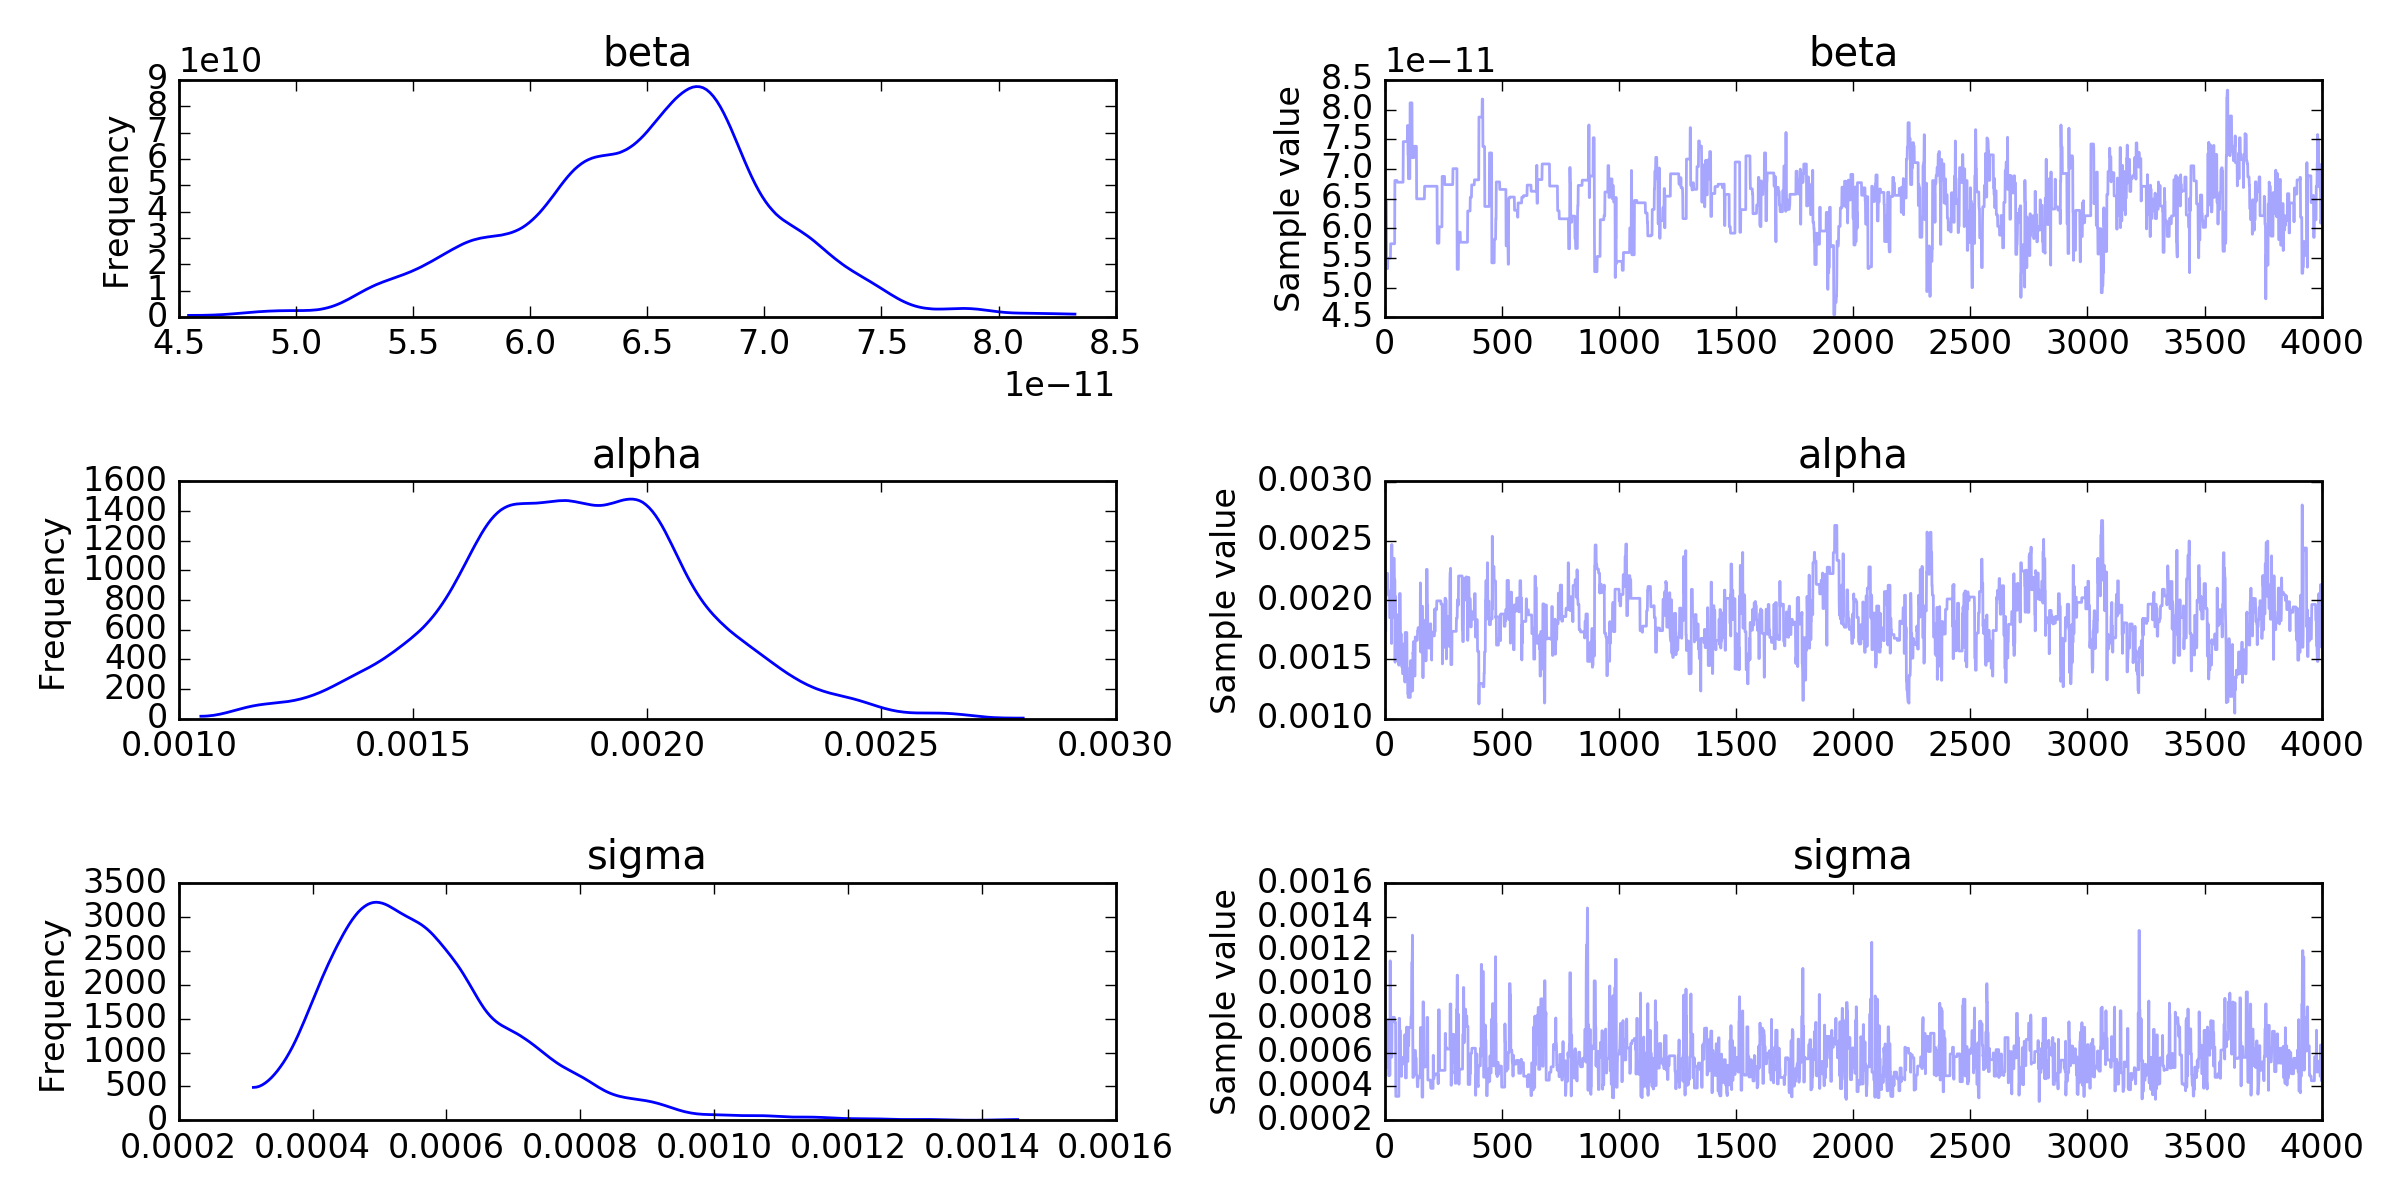 beta
1e10
9
8
7
6
5
4
3
2
1
0
Frequency
4.5 5.0 5.5 6.0 6.5 7.0 7.5 8.0 8.5
1e−11
beta
1e−11
8.5
8.0
7.5
7.0
6.5
6.0
5.5
5.0
4.5
Sample value
0 500 1000 1500 2000 2500 3000 3500 4000
alpha
1600
1400
1200
1000
800
600
400
200
0
Frequency
0.0010 0.0015 0.0020 0.0025 0.0030
alpha
0.0030
0.0025
0.0020
0.0015
0.0010
Sample value
0 500 1000 1500 2000 2500 3000 3500 4000
sigma
3500
3000
2500
2000
1500
1000
500
0
Frequency
0.0002 0.0004 0.0006 0.0008 0.0010 0.0012 0.0014 0.0016
sigma
0.0016
0.0014
0.0012
0.0010
0.0008
0.0006
0.0004
0.0002
Sample value
0 500 1000 1500 2000 2500 3000 3500 4000